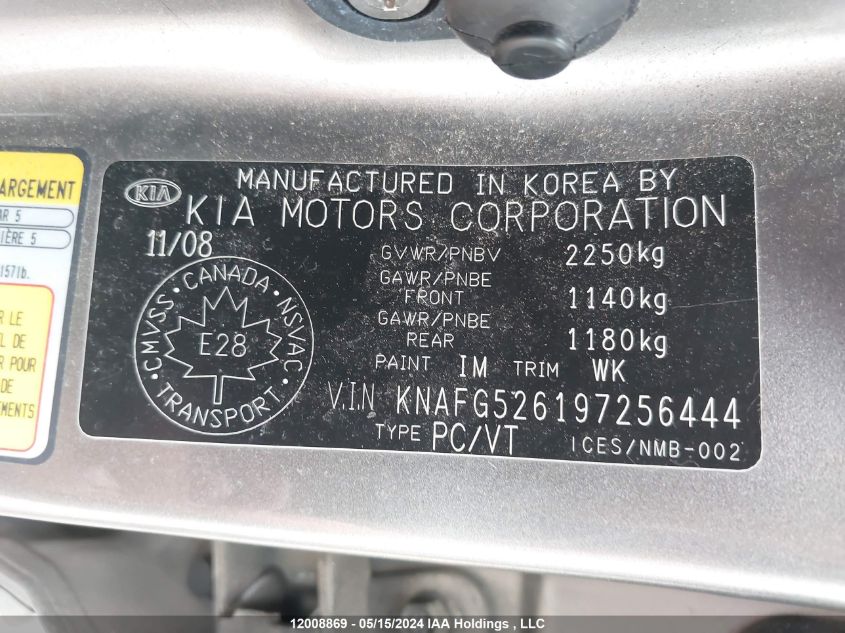 ARGEMENT
AR 5
IÈRE 5
1571b.
R LE
EL DE
R POUR
DE
EMENTS
KIA
MANUFACTURED IN KOREA BY
KIA MOTORS CORPORATION
11/08
GVWR/PNBV 2250kg
GAWR/PNBE
FRONT 1140kg
GAWR/PNBE
REAR 1180kg
PAINT IM TRIM WK
V.I.N KNAFG526197256444
TYPE PC/VT ICES/NMB-002
CANADA
CMVSS NSVAC
E28
TRANSPORT
12008869 - 05/15/2024 IAA Holdings , LLC